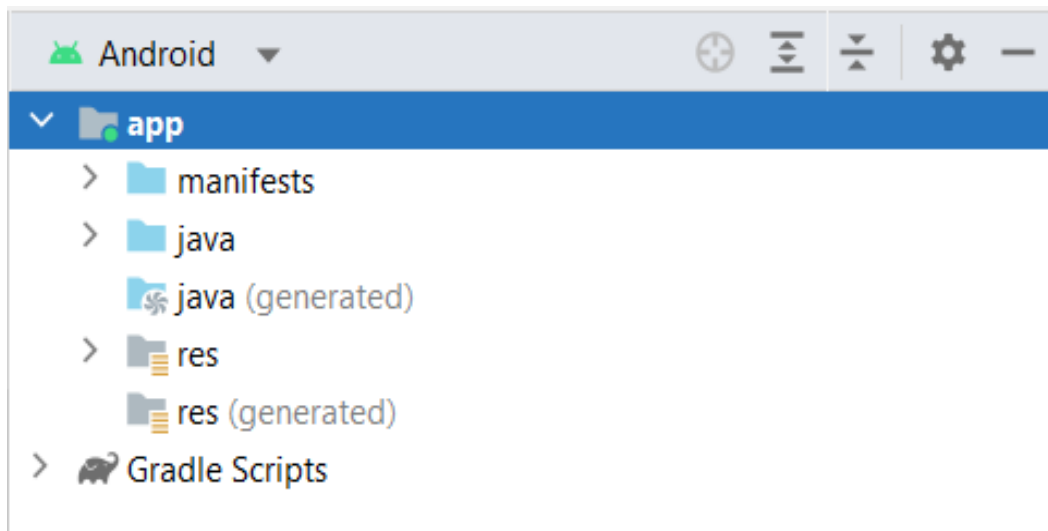 Android
app
manifests
java
java (generated)
res
res (generated)
Gradle Scripts